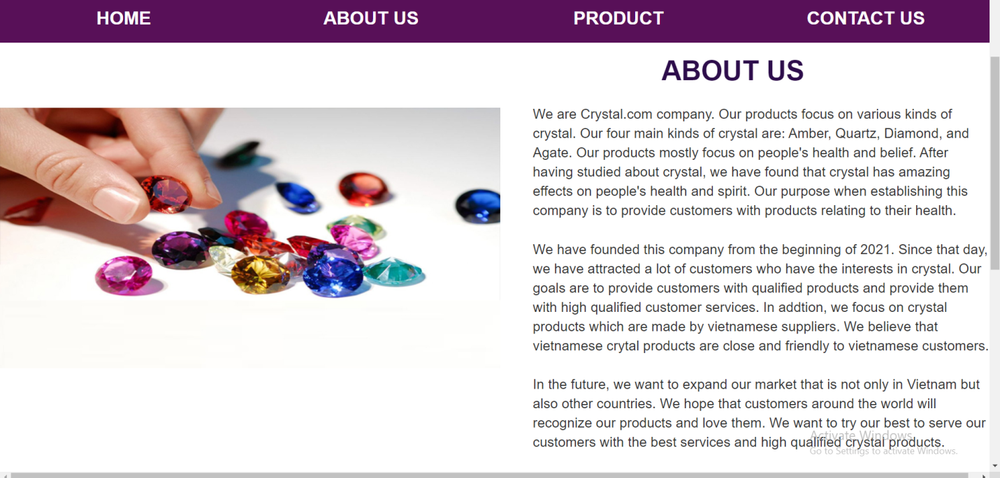 HOME ABOUT US PRODUCT CONTACT US
ABOUT US
We are Crystal.com company. Our products focus on various kinds of
crystal. Our four main kinds of crystal are: Amber, Quartz, Diamond, and
Agate. Our products mostly focus on people's health and belief. After
having studied about crystal, we have found that crystal has amazing
effects on people's health and spirit. Our purpose when establishing this
company is to provide customers with products relating to their health.
We have founded this company from the beginning of 2021. Since that day,
we have attracted a lot of customers who have the interests in crystal. Our
goals are to provide customers with qualified products and provide them
with high qualified customer services. In addtion, we focus on crystal
products which are made by vietnamese suppliers. We believe that
vietnamese crytal products are close and friendly to vietnamese customers.
In the future, we want to expand our market that is not only in Vietnam but
also other countries. We hope that customers around the world will
recognize our products and love them. We want to try our best to serve our
customers with the best services and high qualified crystal products.
Activate Windows
Go to Settings to activate Windows.